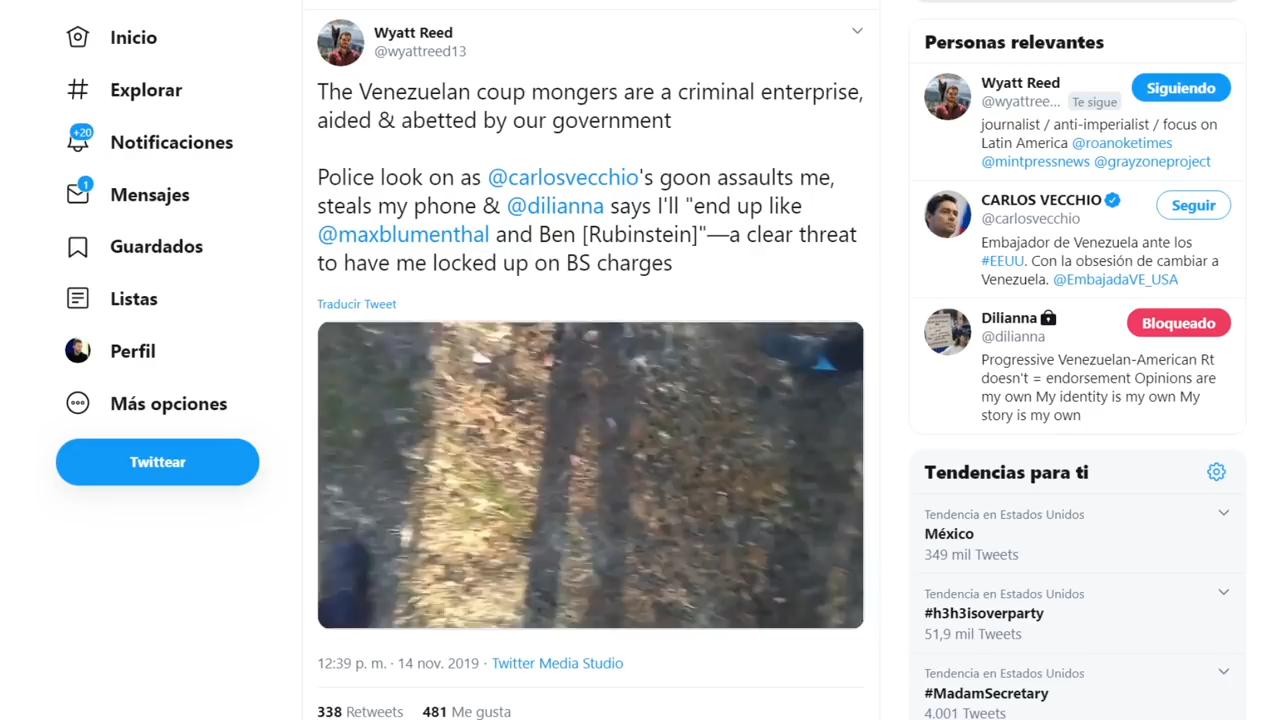 Inicio
Explorar
+20
Notificaciones
1
Mensajes
Guardados
Listas
Perfil
Más opciones
Twittear
Wyatt Reed
@wyattreed13
The Venezuelan coup mongers are a criminal enterprise,
aided & abetted by our government
Police look on as @carlosvecchio's goon assaults me,
steals my phone & @dilianna says I'll "end up like
@maxblumenthal and Ben [Rubinstein]"—a clear threat
to have me locked up on BS charges
Traducir Tweet
12:39 p. m. · 14 nov. 2019 · Twitter Media Studio
338 Retweets 481 Me gusta
Personas relevantes
Wyatt Reed
@wyattree... Te sigue
Siguiendo
journalist / anti-imperialist / focus on
Latin America @roanoketimes
@mintpressnews @grayzoneproject
CARLOS VECCHIO
@carlosvecchio
Seguir
Embajador de Venezuela ante los
#EEUU. Con la obsesión de cambiar a
Venezuela. @EmbajadaVE_USA
Dilianna
@dilianna
Bloqueado
Progressive Venezuelan-American Rt
doesn't = endorsement Opinions are
my own My identity is my own My
story is my own
Tendencias para ti
Tendencia en Estados Unidos
México
349 mil Tweets
Tendencia en Estados Unidos
#h3h3isoverparty
51,9 mil Tweets
Tendencia en Estados Unidos
#MadamSecretary
4.001 Tweets